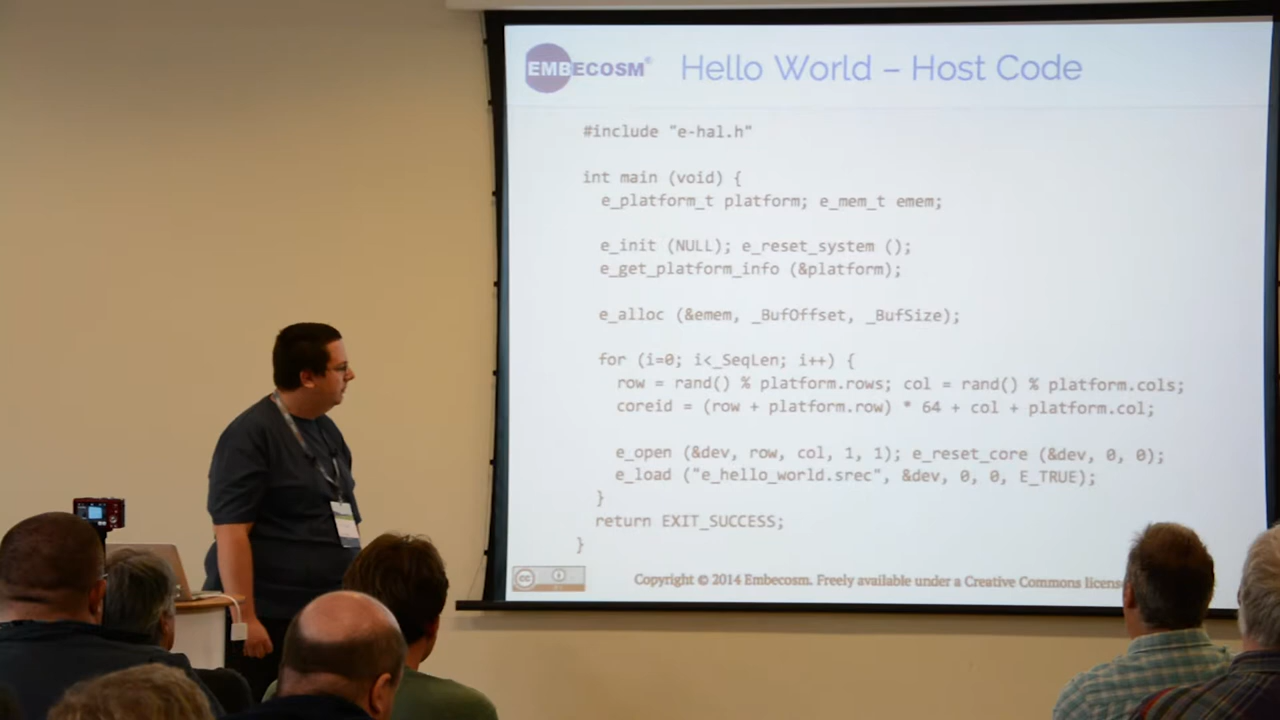 EMBECOSM®
Hello World – Host Code
#include "e-hal.h"
int main (void) {
e_platform_t platform; e_mem_t emem;
e_init (NULL); e_reset_system ();
e_get_platform_info (&platform);
e_alloc (&emem, _BufOffset, _BufSize);
for (i=0; i<_SeqLen; i++) {
row = rand() % platform.rows; col = rand() % platform.cols;
coreid = (row + platform.row) * 64 + col + platform.col;
e_open (&dev, row, col, 1, 1); e_reset_core (&dev, 0, 0);
e_load ("e_hello_world.srec", &dev, 0, 0, E_TRUE);
}
return EXIT_SUCCESS;
}
cc
Copyright © 2014 Embecosm. Freely available under a Creative Commons